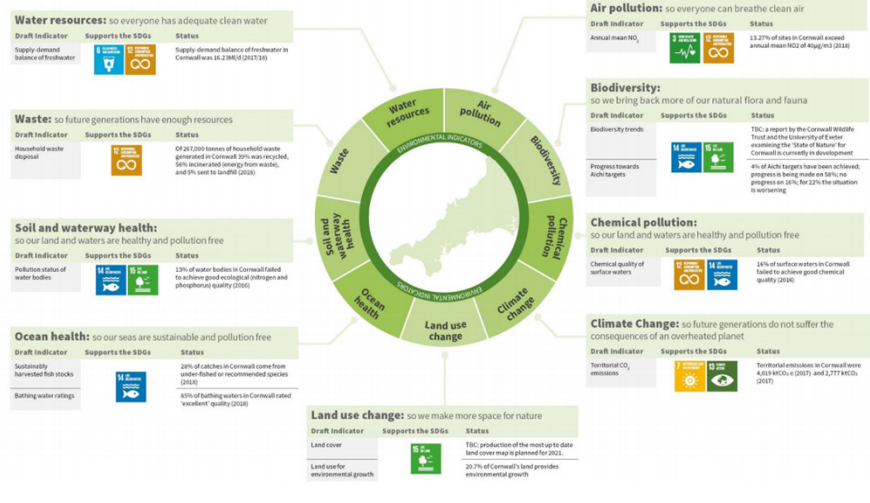 Water resources: so everyone has adequate clean water
Draft Indicator Supports the SDGs Status
Supply-demand
balance of freshwater
Supply-demand balance of freshwater in
Cornwall was 16.23Ml/d (2017/18)
Waste: so future generations have enough resources
Draft Indicator Supports the SDGs Status
Household waste
disposal
Of 267,000 tonnes of household waste
generated in Cornwall 39% was recycled,
56% incinerated (energy from waste),
and 5% sent to landfill (2018)
Soil and waterway health:
so our land and waters are healthy and pollution free
Draft Indicator Supports the SDGs Status
Pollution status of
water bodies
14
15
13% of water bodies in Cornwall failed
to achieve good ecological (nitrogen and
phosphorus) quality (2016)
Ocean health: so our seas are sustainable and pollution free
Draft Indicator Supports the SDGs Status
Sustainably
harvested fish stocks
14
28% of catches in Cornwall come from
under-fished or recommended species
(2018)
Bathing water ratings
85% of bathing waters in Cornwall rated
'excellent' quality (2018)
Water
resources
Air
pollution
Biodiversity
Chemical
pollution
Climate
change
Land use
change
Ocean
health
Soil and
waterway
health
Waste
ENVIRONMENTAL INDICATORS
ENVIRONMENTAL INDICATORS
Land use change: so we make more space for nature
Draft Indicator Supports the SDGs Status
Land cover
15
TBC: production of the most up to date
land cover map is planned for 2021.
Land use for
environmental growth
20.7% of Cornwall's land provides
environmental growth
Air pollution: so everyone can breathe clean air
Draft Indicator Supports the SDGs Status
Annual mean NO2
13.27% of sites in Cornwall exceed
annual mean NO2 of 40µg/m3 (2018)
Biodiversity:
so we bring back more of our natural flora and fauna
Draft Indicator Supports the SDGs Status
Biodiversity trends
14
15
TBC: a report by the Cornwall Wildlife
Trust and the University of Exeter
examining the 'State of Nature' for
Cornwall is currently in development
Progress towards
Aichi targets
4% of Aichi targets have been achieved;
progress is being made on 58%; no
progress on 16%; for 22% the situation
is worsening
Chemical pollution:
so our land and waters are healthy and pollution free
Draft Indicator Supports the SDGs Status
Chemical quality of
surface waters
12
14
16% of surface waters in Cornwall
failed to achieve good chemical
quality (2016)
Climate Change: so future generations do not suffer the
consequences of an overheated planet
Draft Indicator Supports the SDGs Status
Territorial CO2
emissions
7
13
Territorial emissions in Cornwall were
4,019 ktCO2 e (2017) and 2,777 ktCO2
(2017)